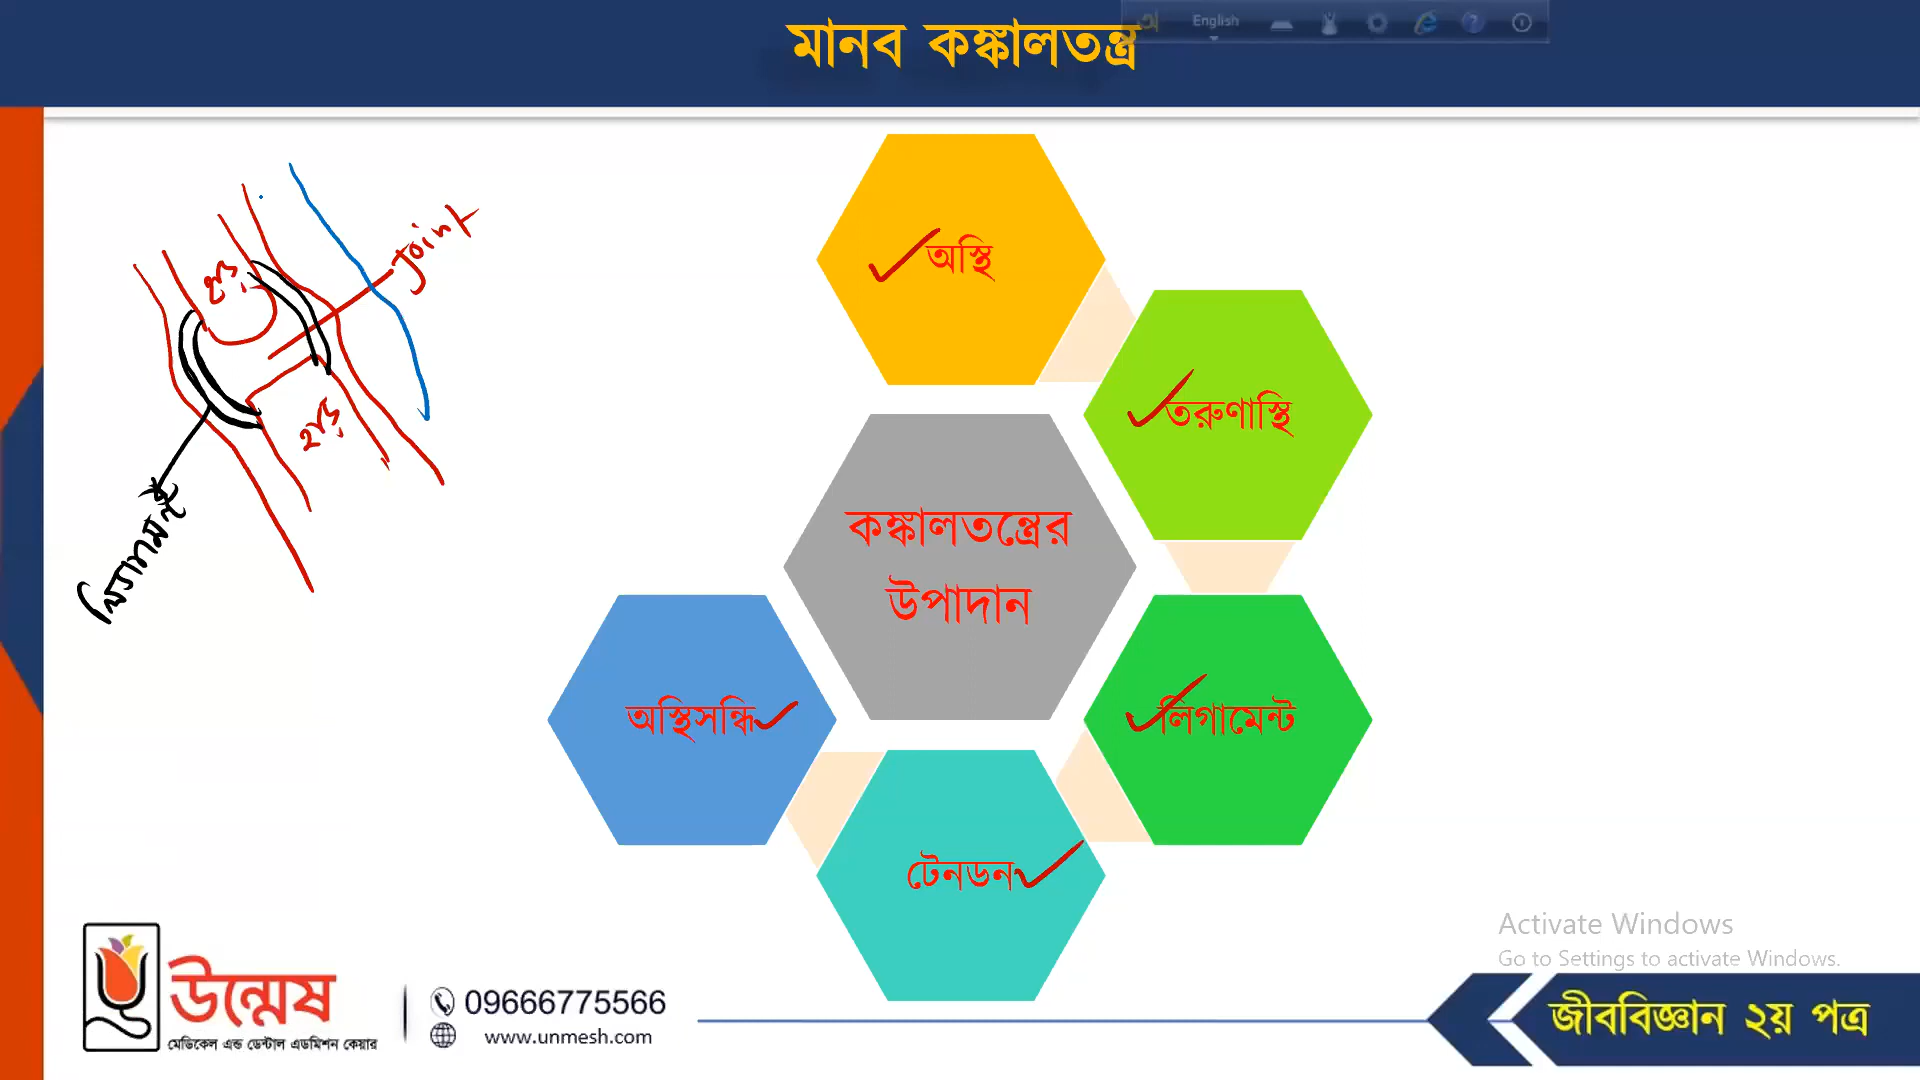 মানব কঙ্কালতন্ত্র
English
Joint
হাড়
হাড়
লিগামেন্ট
অস্থি
তরুণাস্থি
কঙ্কালতন্ত্রের
উপাদান
লিগামেন্ট
অস্থিসন্ধি
টেনডন
Activate Windows
Go to Settings to activate Windows.
উন্মেষ
মেডিকেল এন্ড ডেন্টাল এডমিশন কেয়ার
09666775566
www.unmesh.com
জীববিজ্ঞান ২য় পত্র